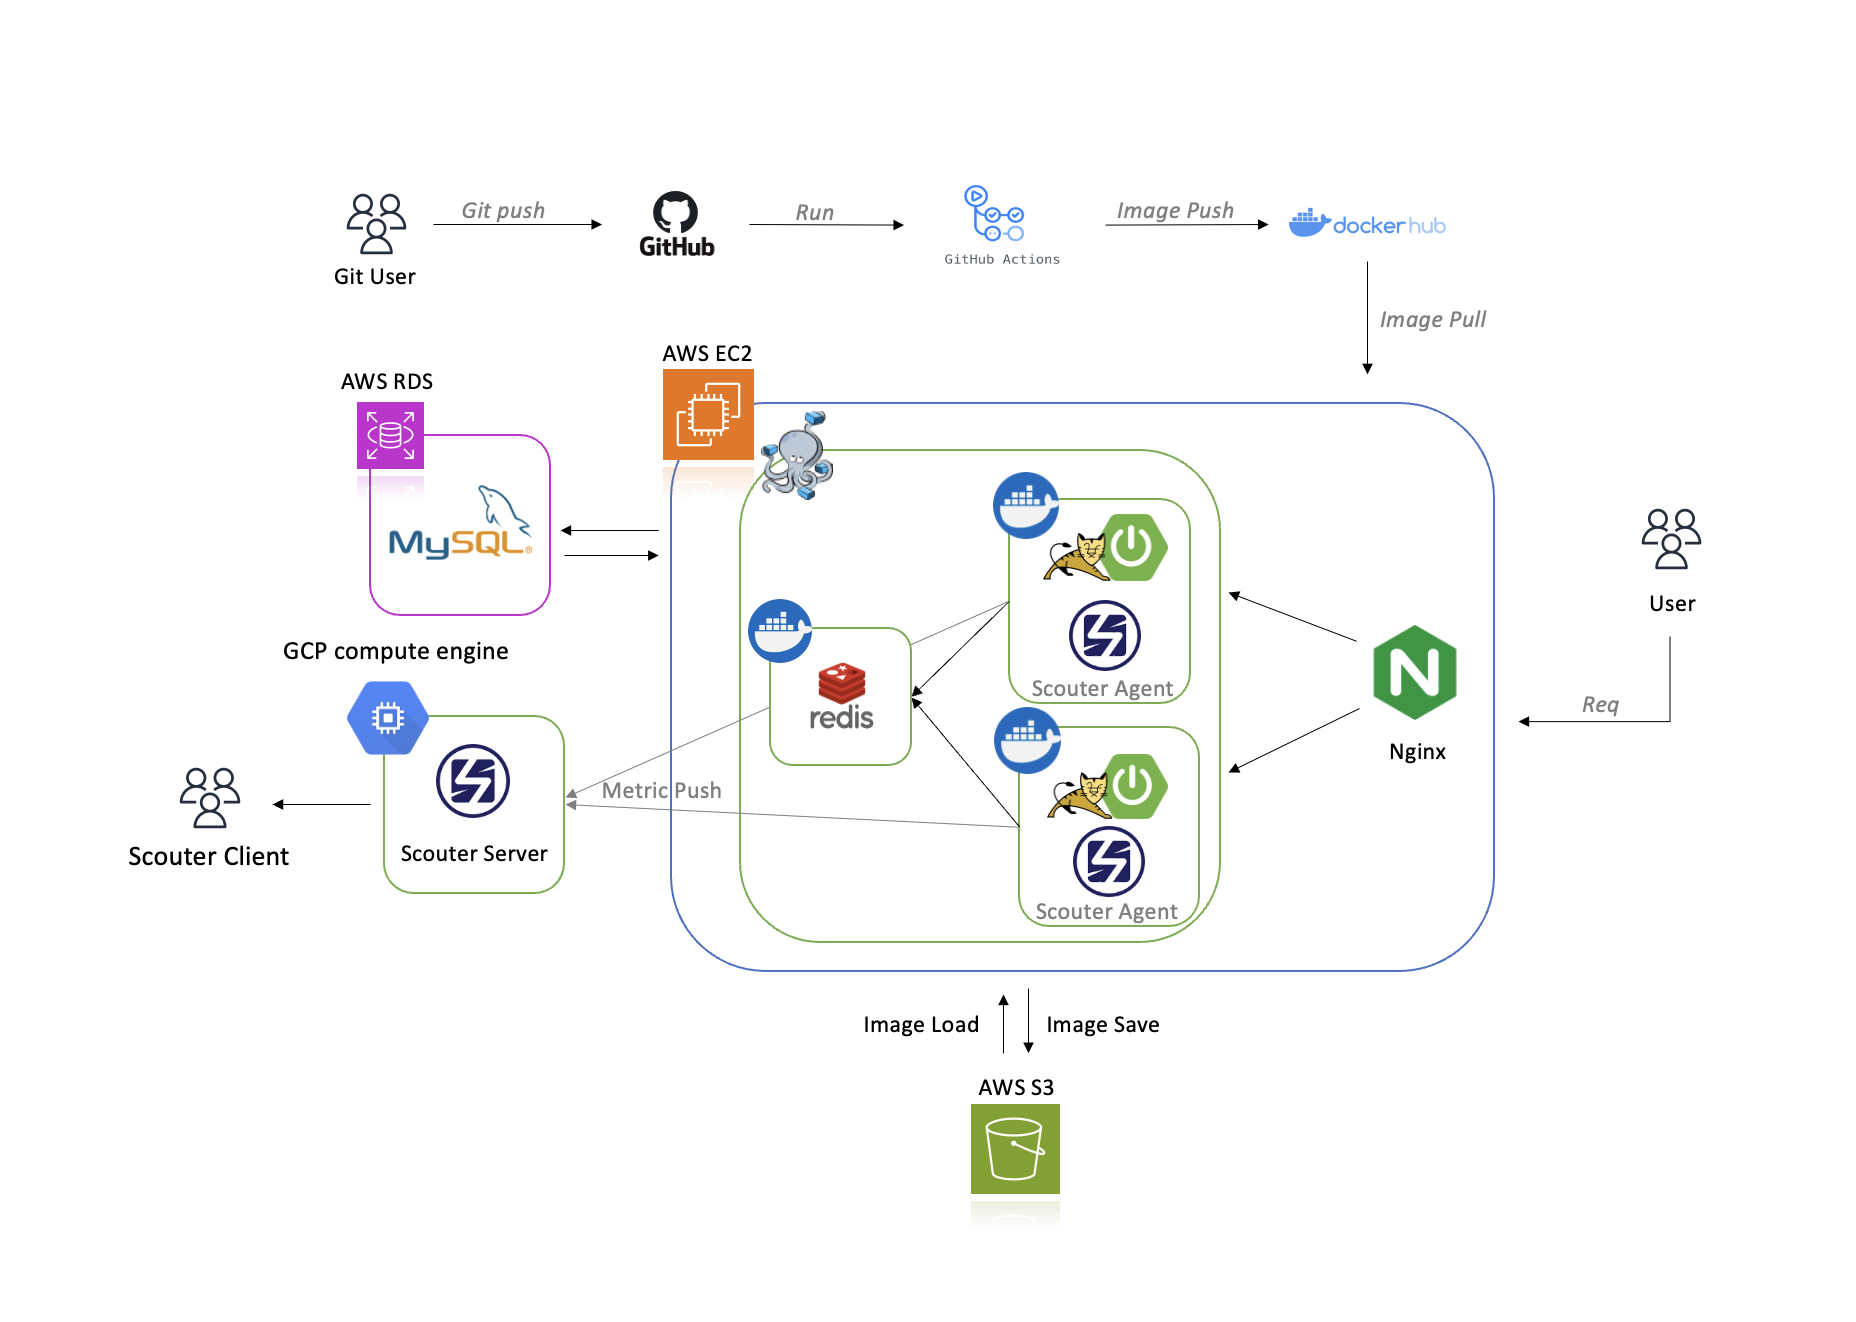 Git push
Run
Image Push
GitHub
docker hub
GitHub Actions
Git User
Image Pull
AWS EC2
AWS RDS
MySQL®
User
GCP compute engine
Scouter Agent
redis
Req
Nginx
Metric Push
Scouter Server
Scouter Client
Scouter Agent
Image Load
Image Save
AWS S3